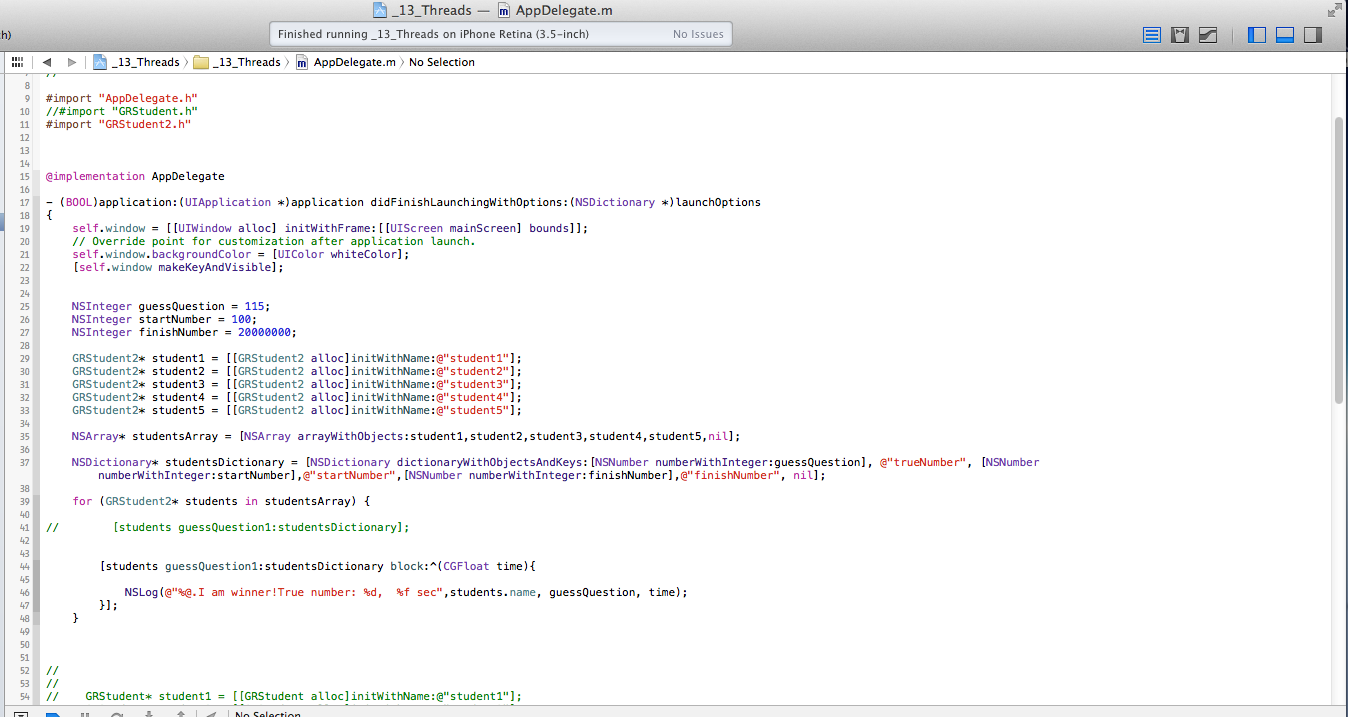 _13_Threads — AppDelegate.m
h)
Finished running _13_Threads on iPhone Retina (3.5-inch) No Issues
_13_Threads 〉 _13_Threads 〉 AppDelegate.m 〉 No Selection
//
8
9 #import "AppDelegate.h"
10 //#import "GRStudent.h"
11 #import "GRStudent2.h"
12
13
14
15 @implementation AppDelegate
16
17 - (BOOL)application:(UIApplication *)application didFinishLaunchingWithOptions:(NSDictionary *)launchOptions
18 {
19 self.window = [[UIWindow alloc] initWithFrame:[[UIScreen mainScreen] bounds]];
20 // Override point for customization after application launch.
21 self.window.backgroundColor = [UIColor whiteColor];
22 [self.window makeKeyAndVisible];
23
24
25 NSInteger guessQuestion = 115;
26 NSInteger startNumber = 100;
27 NSInteger finishNumber = 20000000;
28
29 GRStudent2* student1 = [[GRStudent2 alloc]initWithName:@"student1"];
30 GRStudent2* student2 = [[GRStudent2 alloc]initWithName:@"student2"];
31 GRStudent2* student3 = [[GRStudent2 alloc]initWithName:@"student3"];
32 GRStudent2* student4 = [[GRStudent2 alloc]initWithName:@"student4"];
33 GRStudent2* student5 = [[GRStudent2 alloc]initWithName:@"student5"];
34
35 NSArray* studentsArray = [NSArray arrayWithObjects:student1,student2,student3,student4,student5,nil];
36
37 NSDictionary* studentsDictionary = [NSDictionary dictionaryWithObjectsAndKeys:[NSNumber numberWithInteger:guessQuestion], @"trueNumber", [NSNumber
numberWithInteger:startNumber],@"startNumber",[NSNumber numberWithInteger:finishNumber],@"finishNumber", nil];
38
39 for (GRStudent2* students in studentsArray) {
40
41 // [students guessQuestion1:studentsDictionary];
42
43
44 [students guessQuestion1:studentsDictionary block:^(CGFloat time){
45
46 NSLog(@"%@.I am winner!True number: %d, %f sec",students.name, guessQuestion, time);
47 }];
48 }
49
50
51
52 //
53 //
54 // GRStudent* student1 = [[GRStudent alloc]initWithName:@"student1"];
No Selection